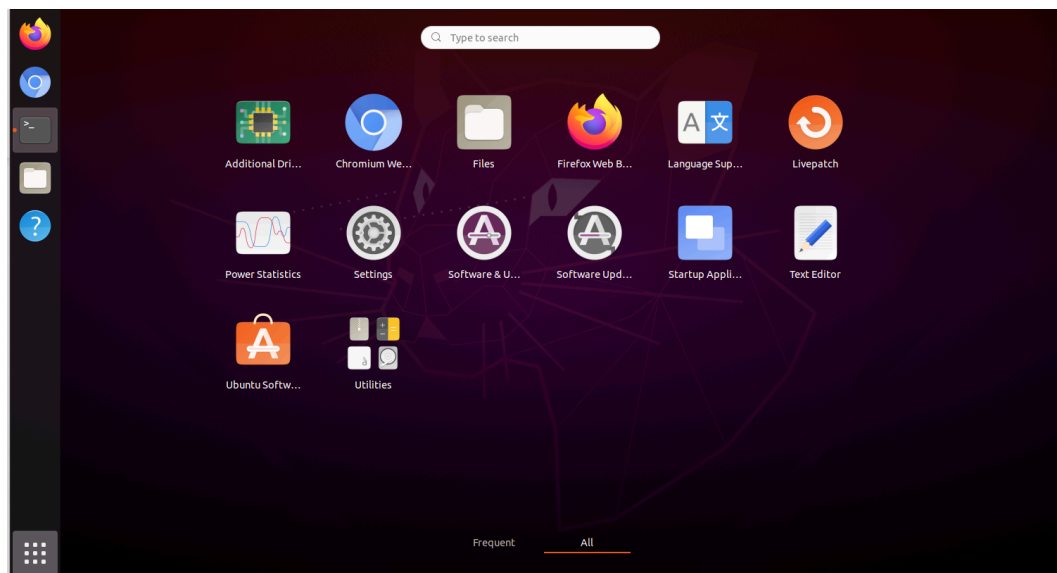 Type to search
Additional Dri... Chromium We... Files Firefox Web B... Language Sup... Livepatch
Power Statistics Settings Software & U... Software Upd... Startup Appli... Text Editor
Ubuntu Softw... Utilities
Frequent All